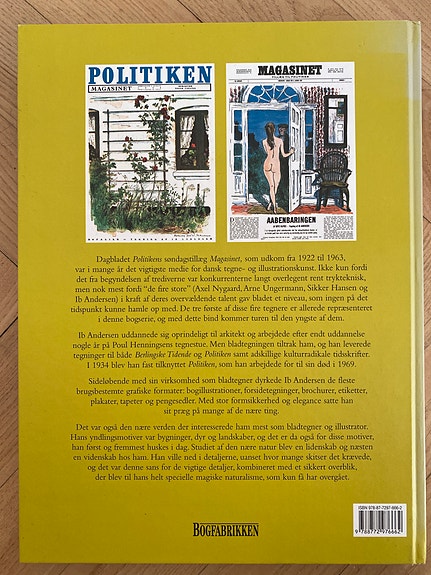 POLITIKEN
MAGASINET
MAGASINET
AABENBARINGEN
Dagbladet Politikens søndagstillæg Magasinet, som udkom fra 1922 til 1963,
var i mange år det vigtigste medie for dansk tegne- og illustrationskunst. Ikke kun fordi
det fra begyndelsen af trediverne var konkurrenterne langt overlegent rent trykteknisk,
men nok mest fordi “de fire store” (Axel Nygaard, Arne Ungermann, Sikker Hansen og
Ib Andersen) i kraft af deres overvældende talent gav bladet et niveau, som ingen på det
tidspunkt kunne hamle op med. De tre første af disse fire tegnere er allerede repræsenteret
i denne bogserie, og med dette bind kommer turen til den yngste af dem.
Ib Andersen uddannede sig oprindeligt til arkitekt og arbejdede efter endt uddannelse
nogle år på Poul Henningsens tegnestue. Men bladtegningen tiltrak ham, og han leverede
tegninger til både Berlingske Tidende og Politiken samt adskillige kulturradikale tidsskrifter.
I 1934 blev han fast tilknyttet Politiken, som han arbejdede for til sin død i 1969.
Sideløbende med sin virksomhed som bladtegner dyrkede Ib Andersen de fleste
brugsbestemte grafiske formater: bogillustrationer, forsidetegninger, brochurer, etiketter,
plakater, tapeter og pengesedler. Med stor formsikkerhed og elegance satte han
sit præg på mange af de nære ting.
Det var også den nære verden der interesserede ham mest som bladtegner og illustrator.
Hans yndlingsmotiver var bygninger, dyr og landskaber, og det er da også for disse motiver,
han først og fremmest huskes i dag. Studiet af den nære natur blev en lidenskab og næsten
en videnskab hos ham. Han ville ned i detaljerne, uanset hvor mange skitser det krævede,
og det var denne sans for de vigtige detaljer, kombineret med et sikkert overblik,
der blev til hans helt specielle magiske naturalisme, som kun få har overgået.
ISBN 978-87-7297-666-2
9788772976662
BOGFABRIKKEN